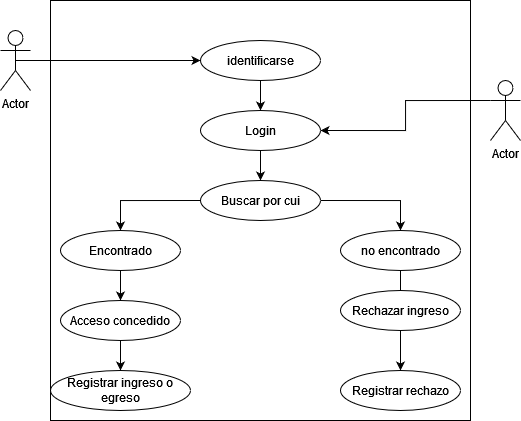 identificarse
Actor
Login
Actor
Buscar por cui
Encontrado
no encontrado
Acceso concedido
Rechazar ingreso
Registrar ingreso o
egreso
Registrar rechazo